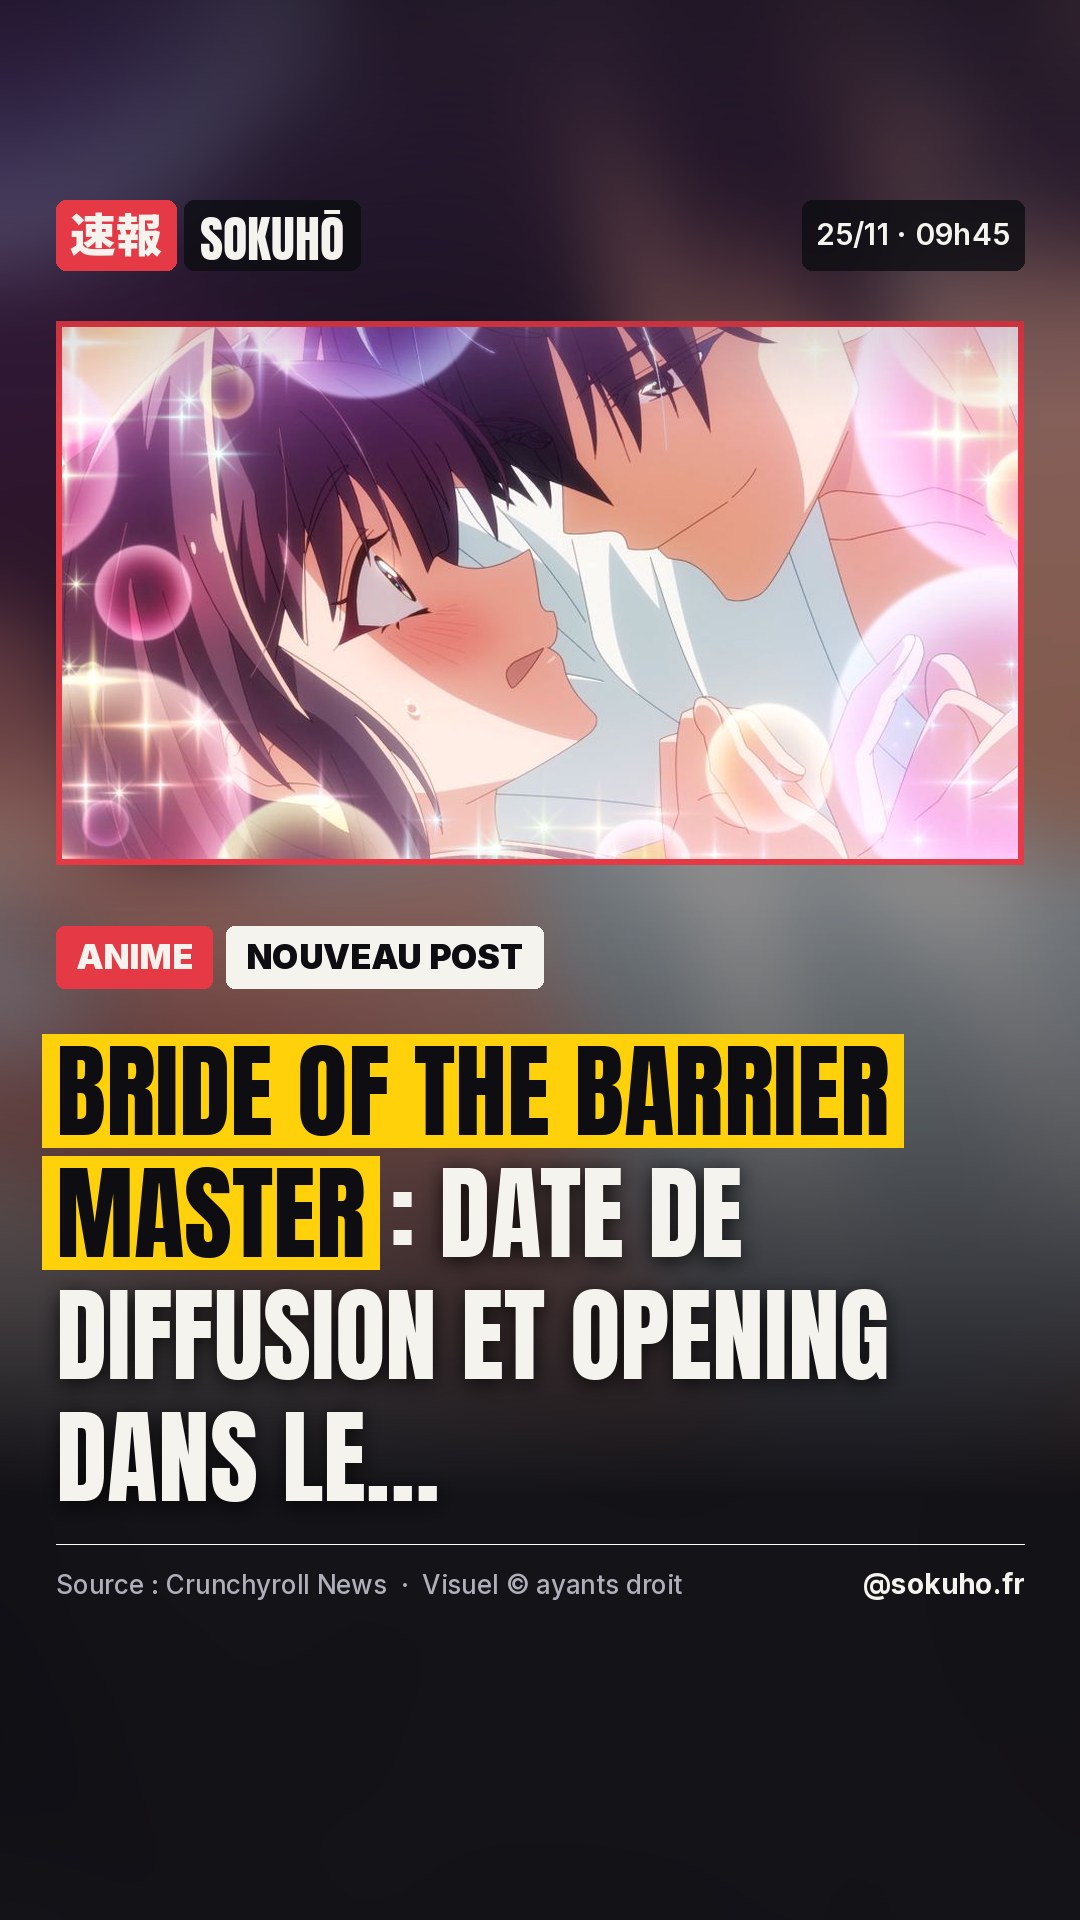 速報 SOKUHŌ 25/11 · 09h45
ANIME NOUVEAU POST
BRIDE OF THE BARRIER
MASTER : DATE DE
DIFFUSION ET OPENING
DANS LE...
Source : Crunchyroll News · Visuel © ayants droit @sokuho.fr